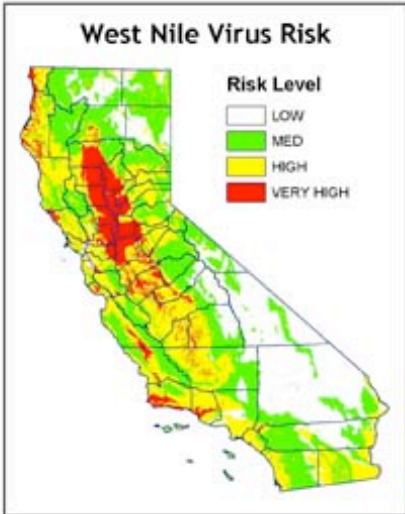 West Nile Virus Risk
Risk Level
LOW
MED
HIGH
VERY HIGH